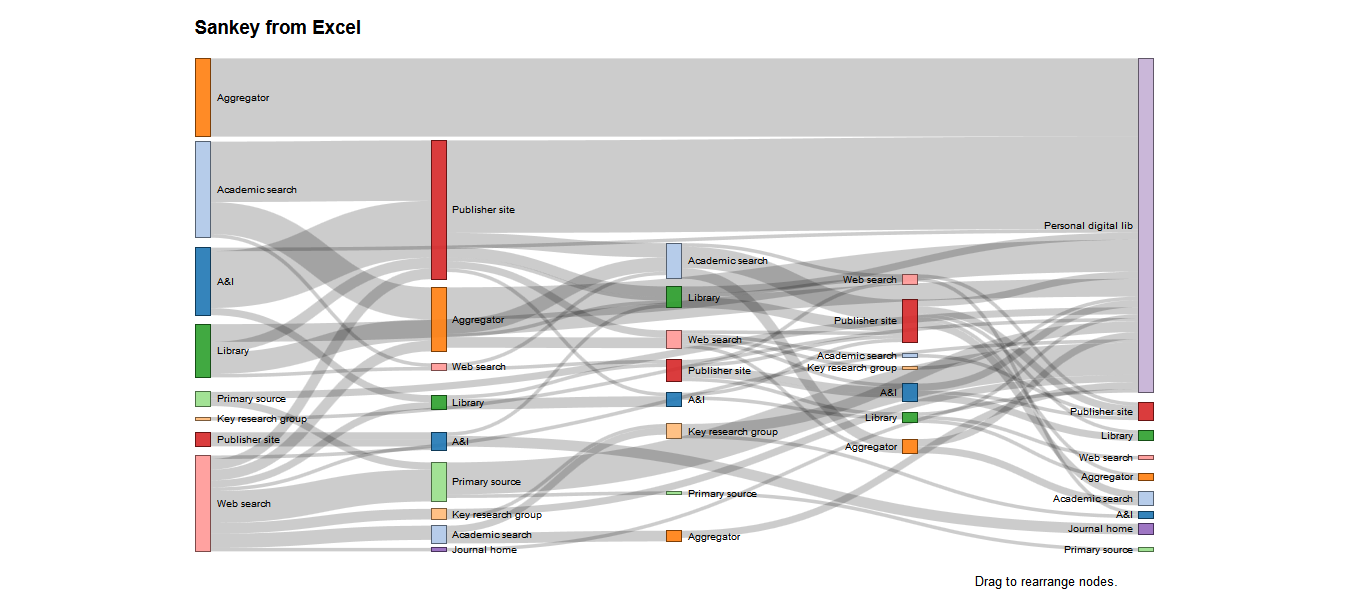 Sankey from Excel
Aggregator
Academic search
A&I
Library
Primary source
Key research group
Publisher site
Web search
Publisher site
Aggregator
Web search
Library
A&I
Primary source
Key research group
Academic search
Journal home
Academic search
Library
Web search
Publisher site
A&I
Key research group
Primary source
Aggregator
Web search
Publisher site
Academic search
Key research group
A&I
Library
Aggregator
Personal digital lib
Publisher site
Library
Web search
Aggregator
Academic search
A&I
Journal home
Primary source
Drag to rearrange nodes.